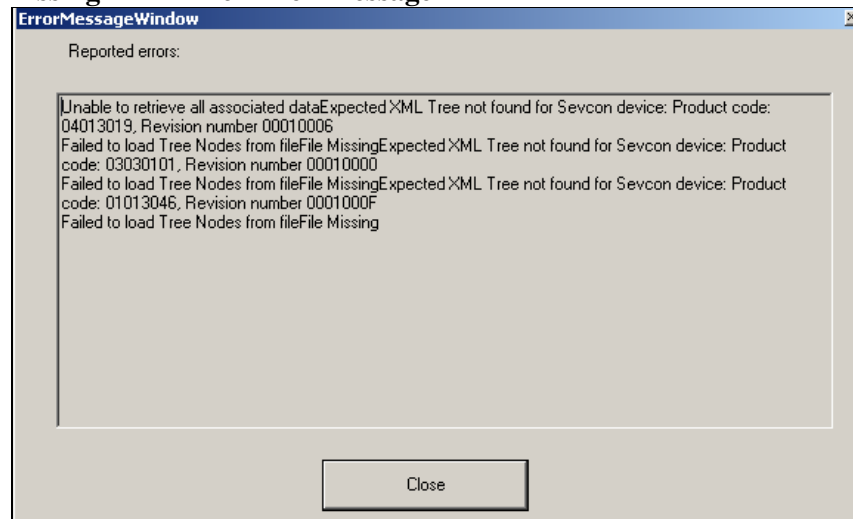 ErrorMessageWindow
Reported errors:
Unable to retrieve all associated dataExpected XML Tree not found for Sevcon device: Product code:
04013019, Revision number 00010006
Failed to load Tree Nodes from fileFile MissingExpected XML Tree not found for Sevcon device: Product
code: 03030101, Revision number 00010000
Failed to load Tree Nodes from fileFile MissingExpected XML Tree not found for Sevcon device: Product
code: 01013046, Revision number 0001000F
Failed to load Tree Nodes from fileFile Missing
Close